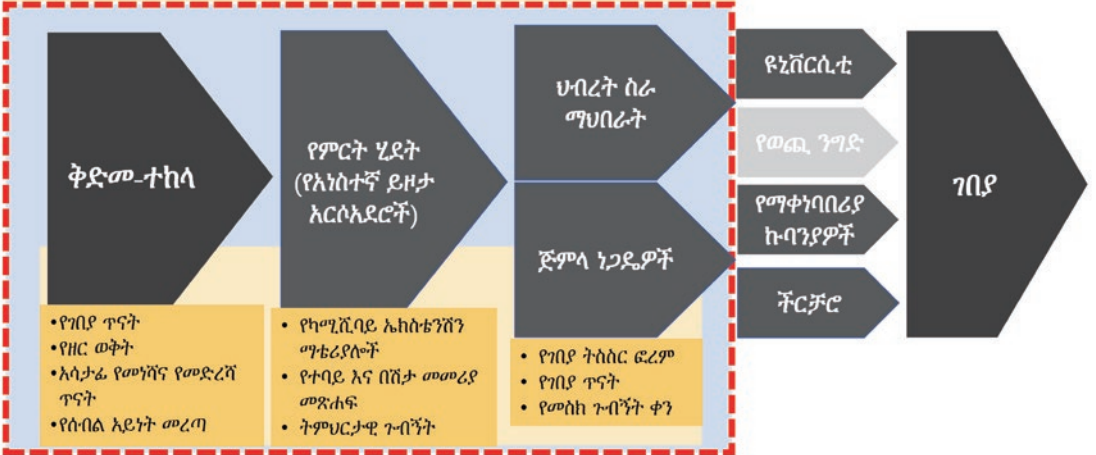 ቅድመ-ተከላ
የምርት ሂደት
(የአነስተኛ ይዞታ
አርሶአደሮች)
ህብረት ስራ
ማህበራት
ጅምላ ነጋዴዎች
ዩኒቨርሲቲ
የወጪ ንግድ
የማቀነባበሪያ
ኩባንያዎች
ችርቻሮ
ገበያ
•የገበያ ጥናት
•የዘር ወቅት
•አሳታፊ የመነሻና የመድረሻ
ጥናት
•የሰብል አይነት መረጣ
• የካሚሺባይ ኤክስቴንሽን
ማቴሪያሎች
• የተባይ እና በሽታ መመሪያ
መጽሐፍ
• ትምህርታዊ ጉብኝት
• የገበያ ትስስር ፎረም
• የገበያ ጥናት
• የመስክ ጉብኝት ቀን